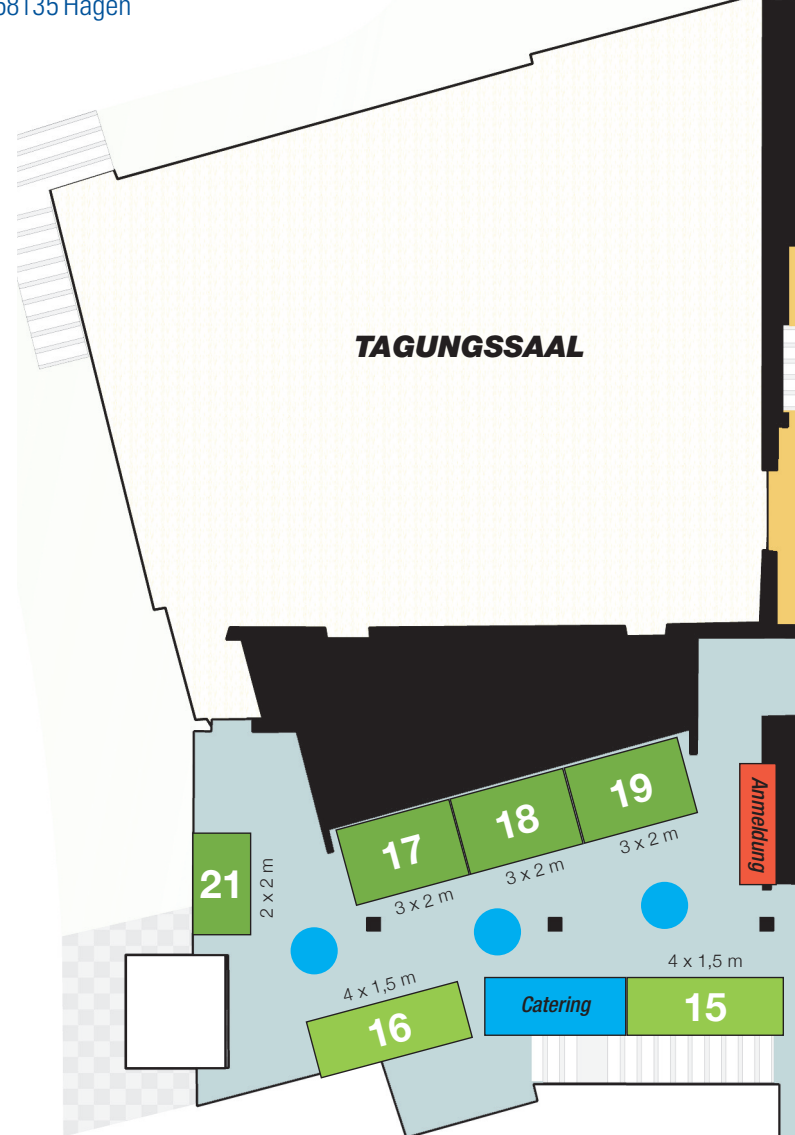 58135 Hagen
TAGUNGSSAAL
19
18
17
Anmeldung
3 x 2 m
3 x 2 m
3 x 2 m
21
2 x 2 m
4 x 1,5 m
4 x 1,5 m
Catering
15
16